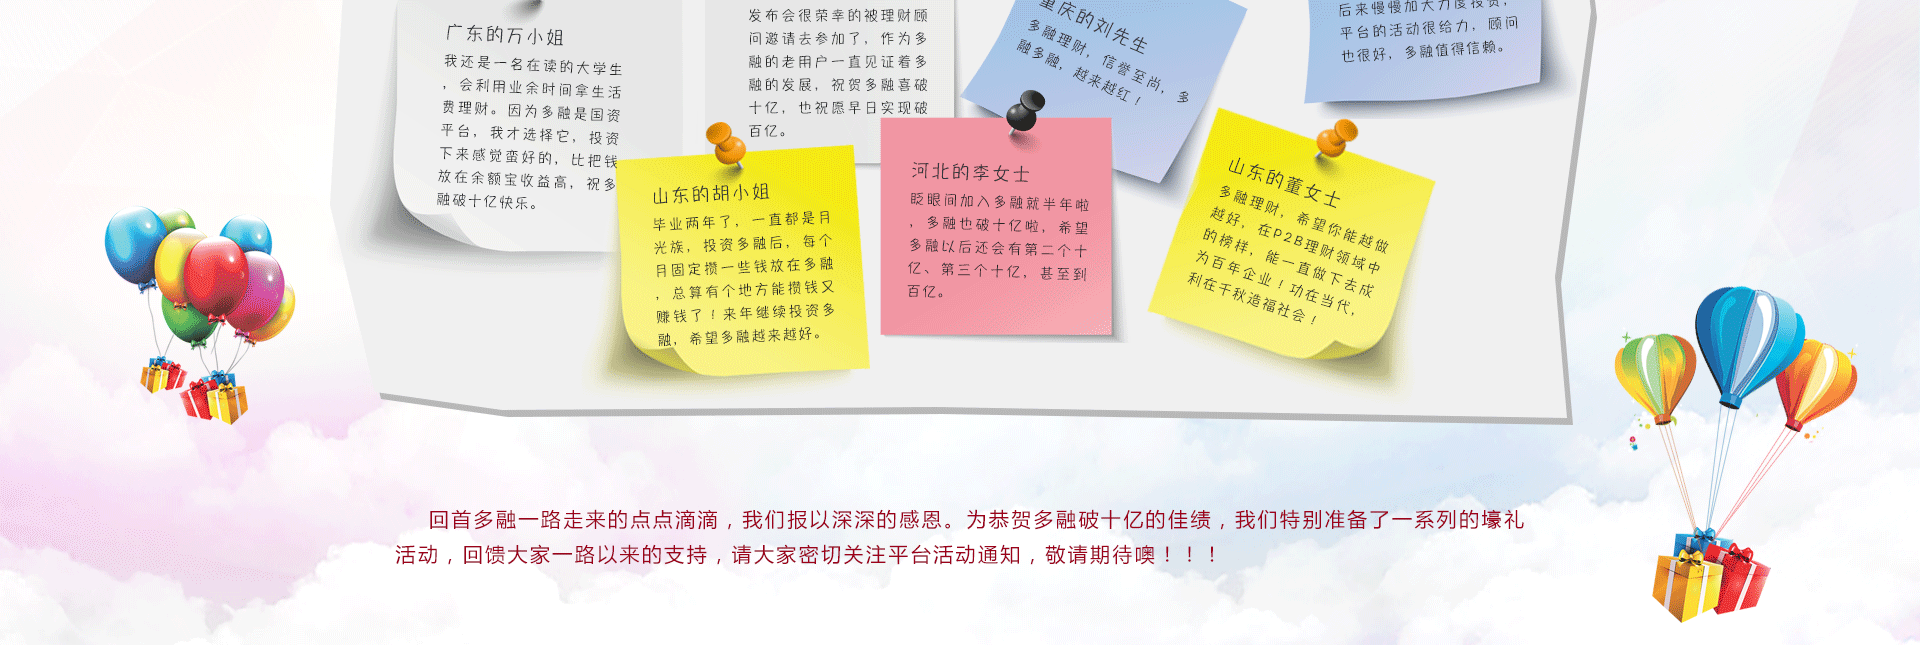 广东的万小姐
我还是一名在读的大学生
，会利用业余时间拿生活
费理财。因为多融是国资
平台，我才选择它，投资
下来感觉蛮好的，比把钱
放在余额宝收益高，祝多
融破十亿快乐。
发布会很荣幸的被理财顾
问邀请去参加了，作为多
融的老用户一直见证着多
融的发展，祝贺多融喜破
十亿，也祝愿早日实现破
百亿。
重庆的刘先生
多融理财，信誉至尚，多
融多融，越来越红！
后来慢慢加大力度投资，
平台的活动很给力，顾问
也很好，多融值得信赖。
山东的胡小姐
毕业两年了，一直都是月
光族，投资多融后，每个
月固定攒一些钱放在多融
，总算有个地方能攒钱又
赚钱了！来年继续投资多
融，希望多融越来越好。
河北的李女士
眨眼间加入多融就半年啦
，多融也破十亿啦，希望
多融以后还会有第二个十
亿、第三个十亿，甚至到
百亿。
山东的董女士
多融理财，希望你能越做
越好，在P2B理财领域中
的榜样，能一直做下去成
为百年企业！功在当代，
利在千秋造福社会！
回首多融一路走来的点点滴滴，我们报以深深的感恩。为恭贺多融破十亿的佳绩，我们特别准备了一系列的壕礼
活动，回馈大家一路以来的支持，请大家密切关注平台活动通知，敬请期待噢！！！